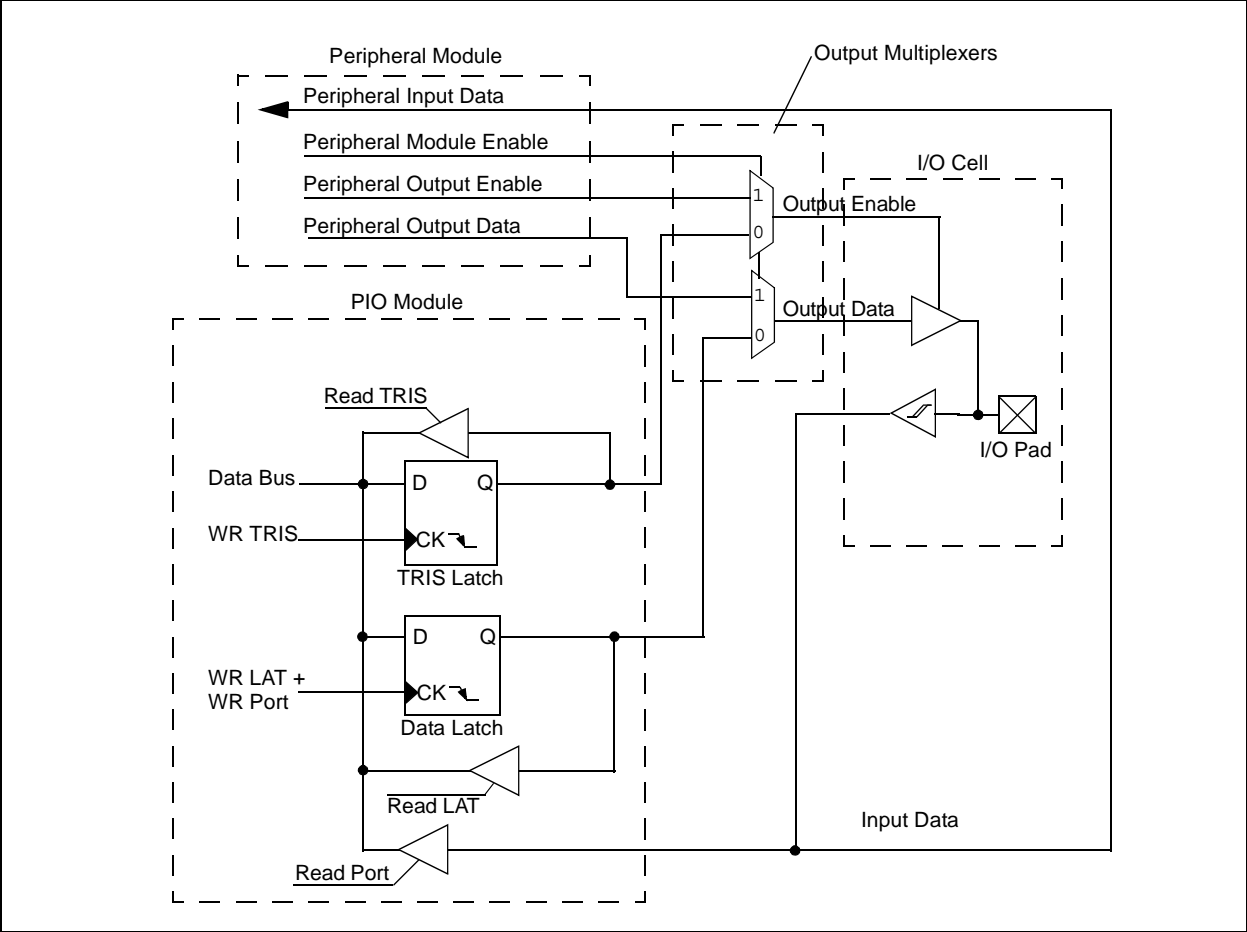 Peripheral Module
Output Multiplexers
Peripheral Input Data
Peripheral Module Enable
Peripheral Output Enable
Peripheral Output Data
1
0
1
0
Output Enable
Output Data
I/O Cell
I/O Pad
PIO Module
Read TRIS
Data Bus
D
Q
WR TRIS
CK
TRIS Latch
D
Q
WR LAT +
WR Port
CK
Data Latch
Read LAT
Input Data
Read Port